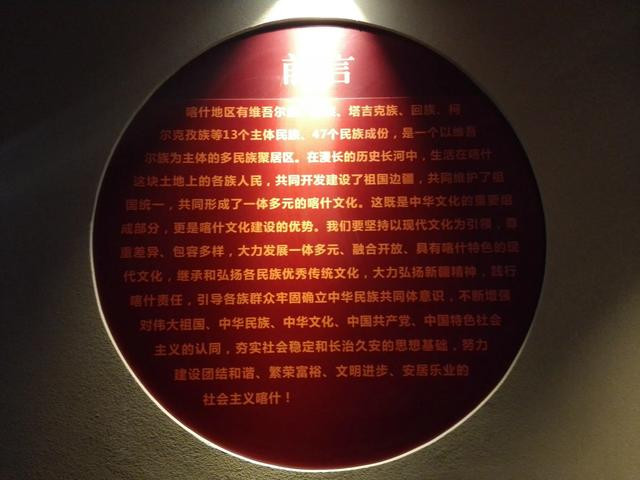 前言
喀什地区有维吾尔族、汉族、塔吉克族、回族、柯
尔克孜族等13个主体民族、47个民族成份，是一个以维吾
尔族为主体的多民族聚居区。在漫长的历史长河中，生活在喀什
这块土地上的各族人民，共同开发建设了祖国边疆，共同维护了祖
国统一，共同形成了一体多元的喀什文化。这既是中华文化的重要组
成部分，更是喀什文化建设的优势。我们要坚持以现代文化为引领，尊
重差异、包容多样，大力发展一体多元、融合开放、具有喀什特色的现
代文化，继承和弘扬各民族优秀传统文化，大力弘扬新疆精神，践行
喀什责任，引导各族群众牢固确立中华民族共同体意识，不断增强
对伟大祖国、中华民族、中华文化、中国共产党、中国特色社会
主义的认同，夯实社会稳定和长治久安的思想基础，努力
建设团结和谐、繁荣富裕、文明进步、安居乐业的
社会主义喀什！